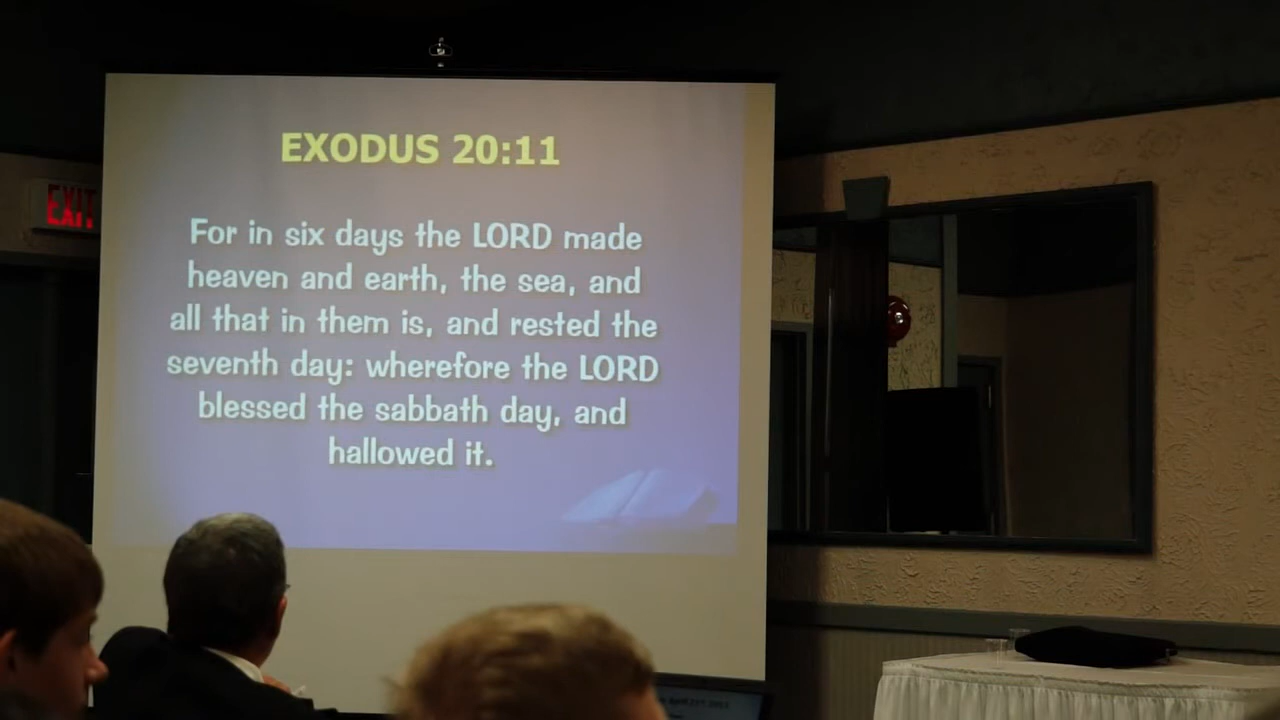 EXODUS 20:11
EXIT
For in six days the LORD made
heaven and earth, the sea, and
all that in them is, and rested the
seventh day: wherefore the LORD
blessed the sabbath day, and
hallowed it.